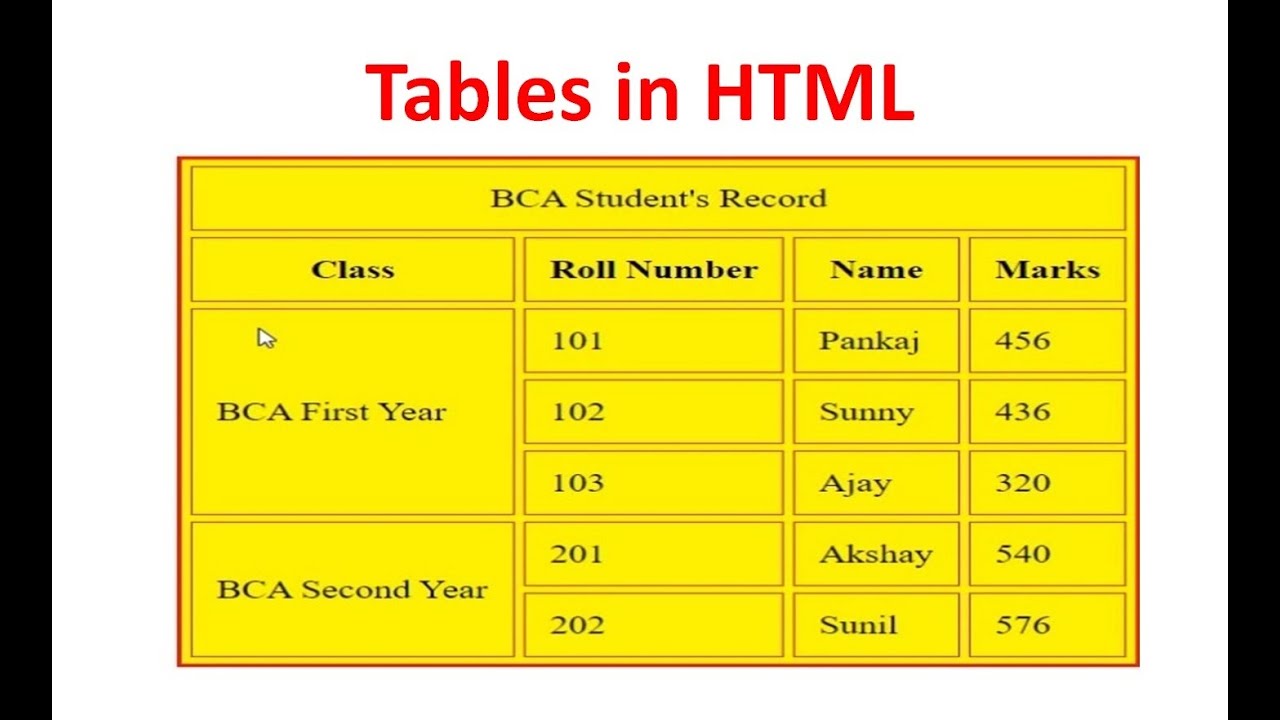 Tables in HTML
BCA Student's Record
Class Roll Number Name Marks
BCA First Year 101 Pankaj 456
102 Sunny 436
103 Ajay 320
BCA Second Year 201 Akshay 540
202 Sunil 576